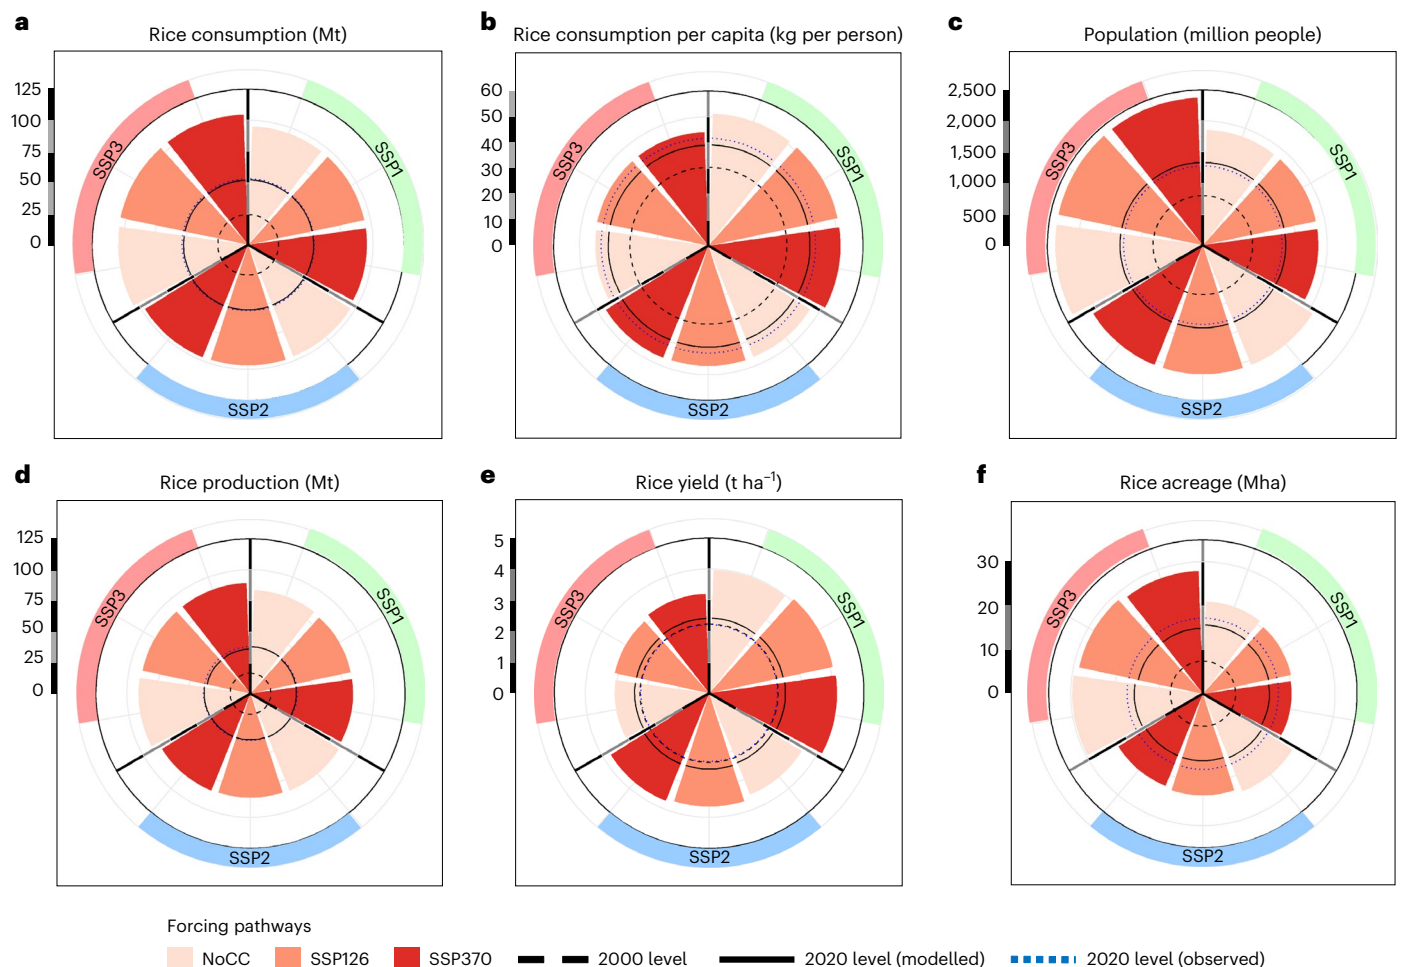 a
Rice consumption (Mt)
125
100
75
50
25
0
SSP3
SSP1
SSP2
b
Rice consumption per capita (kg per person)
60
50
40
30
20
10
0
SSP3
SSP1
SSP2
c
Population (million people)
2,500
2,000
1,500
1,000
500
0
SSP3
SSP1
SSP2
d
Rice production (Mt)
125
100
75
50
25
0
SSP3
SSP1
SSP2
e
Rice yield (t ha⁻¹)
5
4
3
2
1
0
SSP3
SSP1
SSP2
f
Rice acreage (Mha)
30
20
10
0
SSP3
SSP1
SSP2
Forcing pathways
NoCC SSP126 SSP370 2000 level 2020 level (modelled) 2020 level (observed)